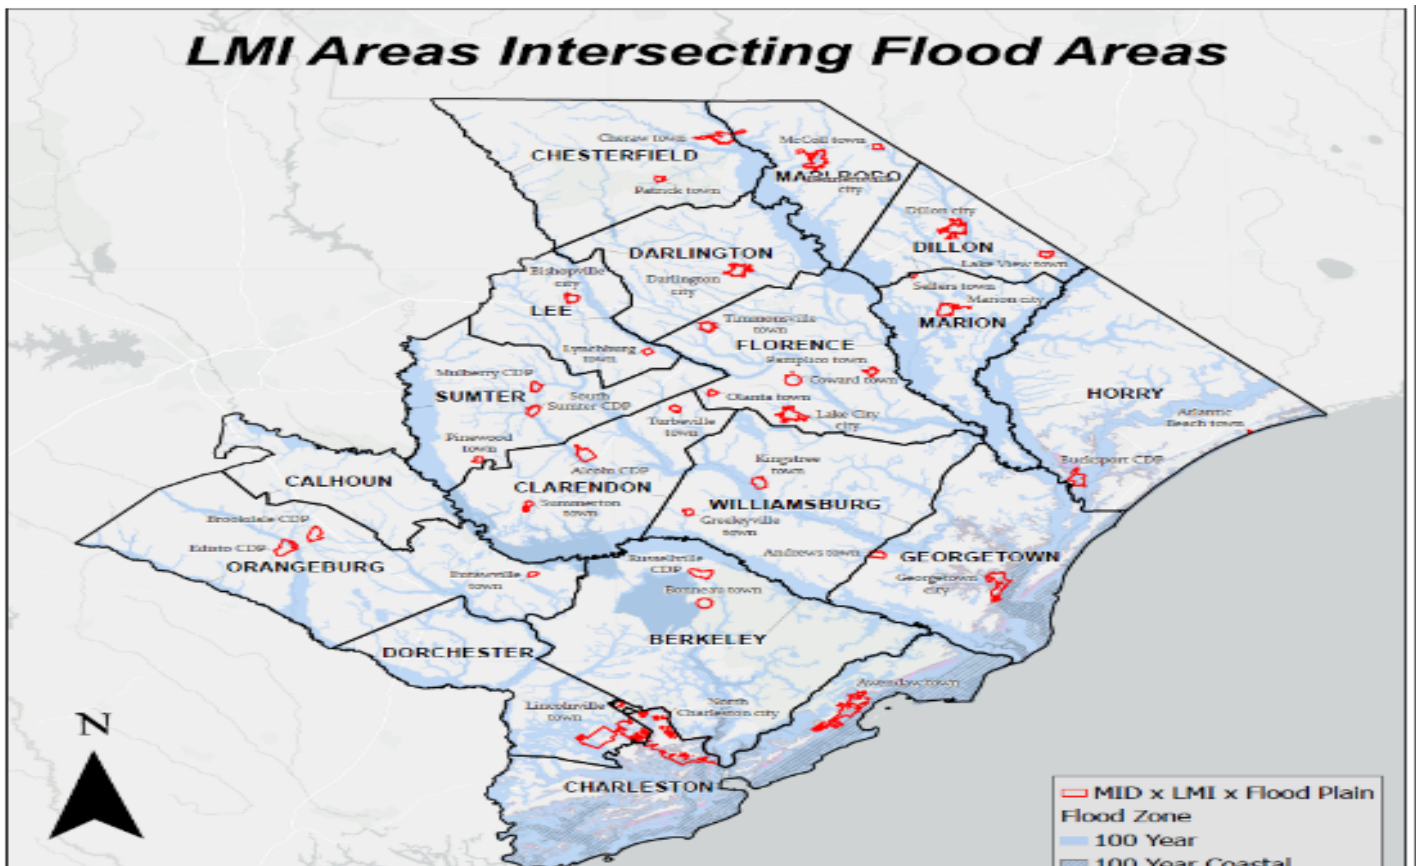 LMI Areas Intersecting Flood Areas
Cheraw town
McColl town
CHESTERFIELD
MARLBORO
city
Patrick town
Dillon city
DILLON
DARLINGTON
Lake View town
Bishopville
city
Darlington
city
Sellers town
Marion city
LEE
Timmonsville
town
MARION
FLORENCE
Lynchburg
town
Pamplico town
Mulberry CDP
Coward town
SUMTER
South
Sumter CDP
Olanta town
HORRY
Turbeville
town
Lake City
city
Atlantic
Beach town
Pinewood
town
Kingstree
town
Bucksport CDP
Alcolu CDP
CALHOUN
CLARENDON
Summerton
town
WILLIAMSBURG
Greeleyville
town
Brookdale CDP
Edisto CDP
ORANGEBURG
Andrews town
GEORGETOWN
Russellville
CDP
Georgetown
city
Eutawville
town
Bonneau town
BERKELEY
DORCHESTER
Awendaw town
Lincolnville
town
North
Charleston city
N
CHARLESTON
MID x LMI x Flood Plain
Flood Zone
100 Year
100 Year Coastal